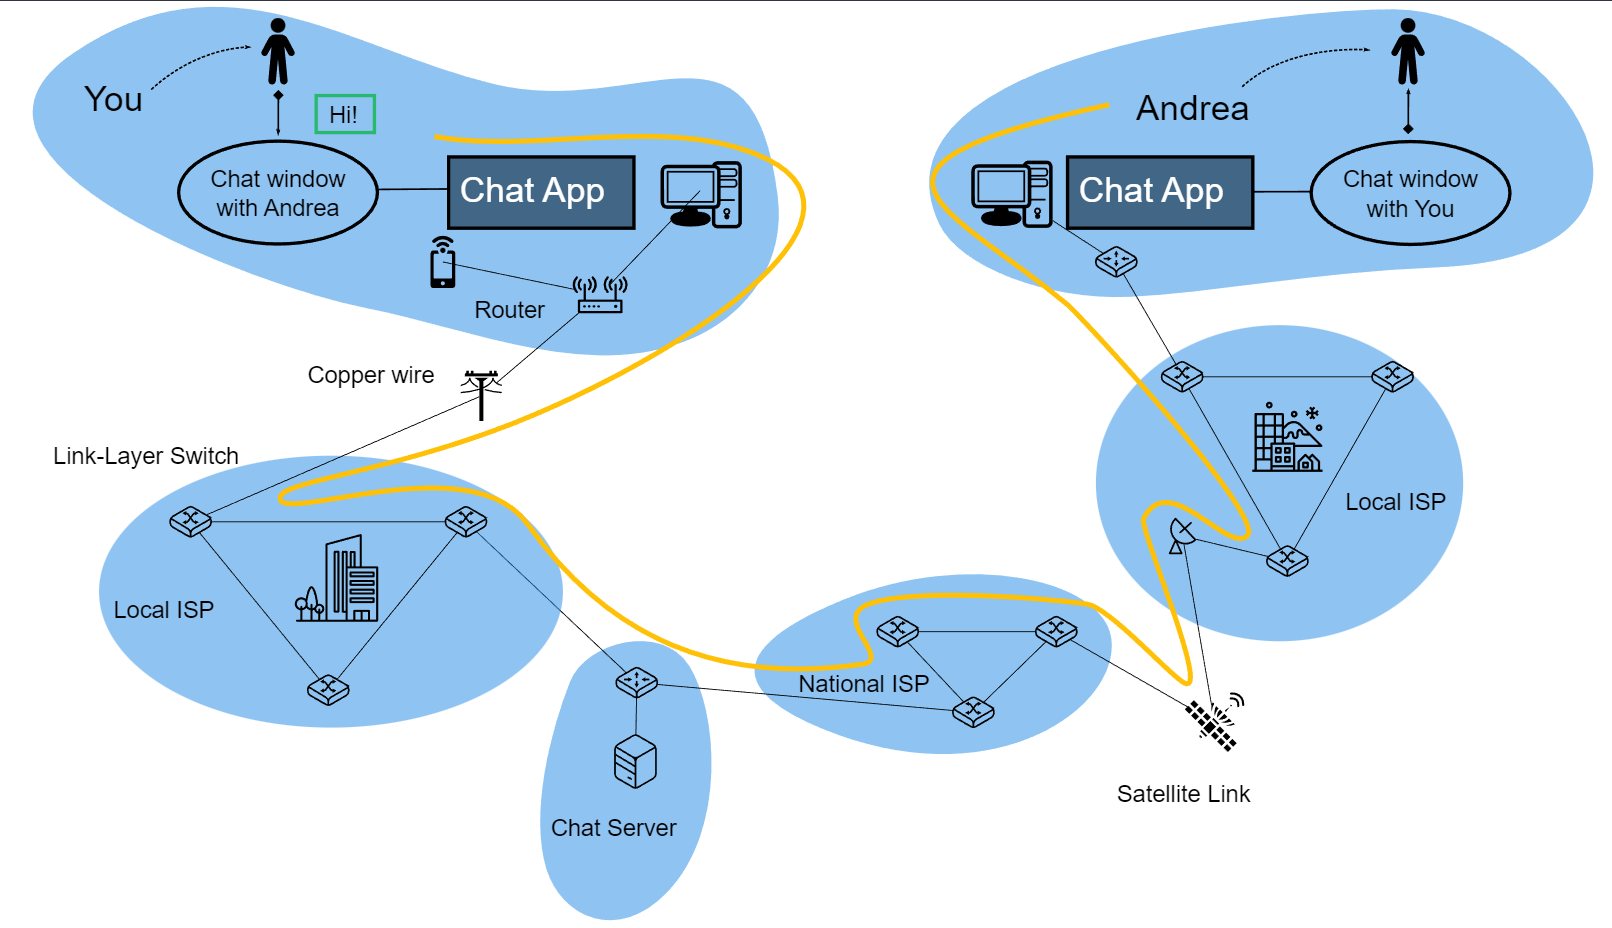 You
Hi!
Chat window
with Andrea
Chat App
Router
Copper wire
Link-Layer Switch
Local ISP
Chat Server
National ISP
Satellite Link
Andrea
Chat App
Chat window
with You
Local ISP